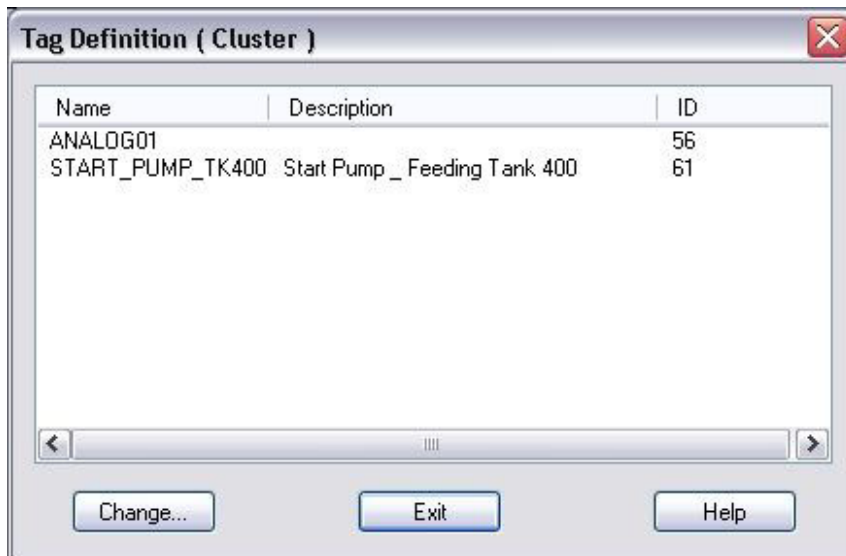 Tag Definition ( Cluster )
Name Description ID
ANALOG01 56
START_PUMP_TK400 Start Pump _ Feeding Tank 400 61
Change... Exit Help